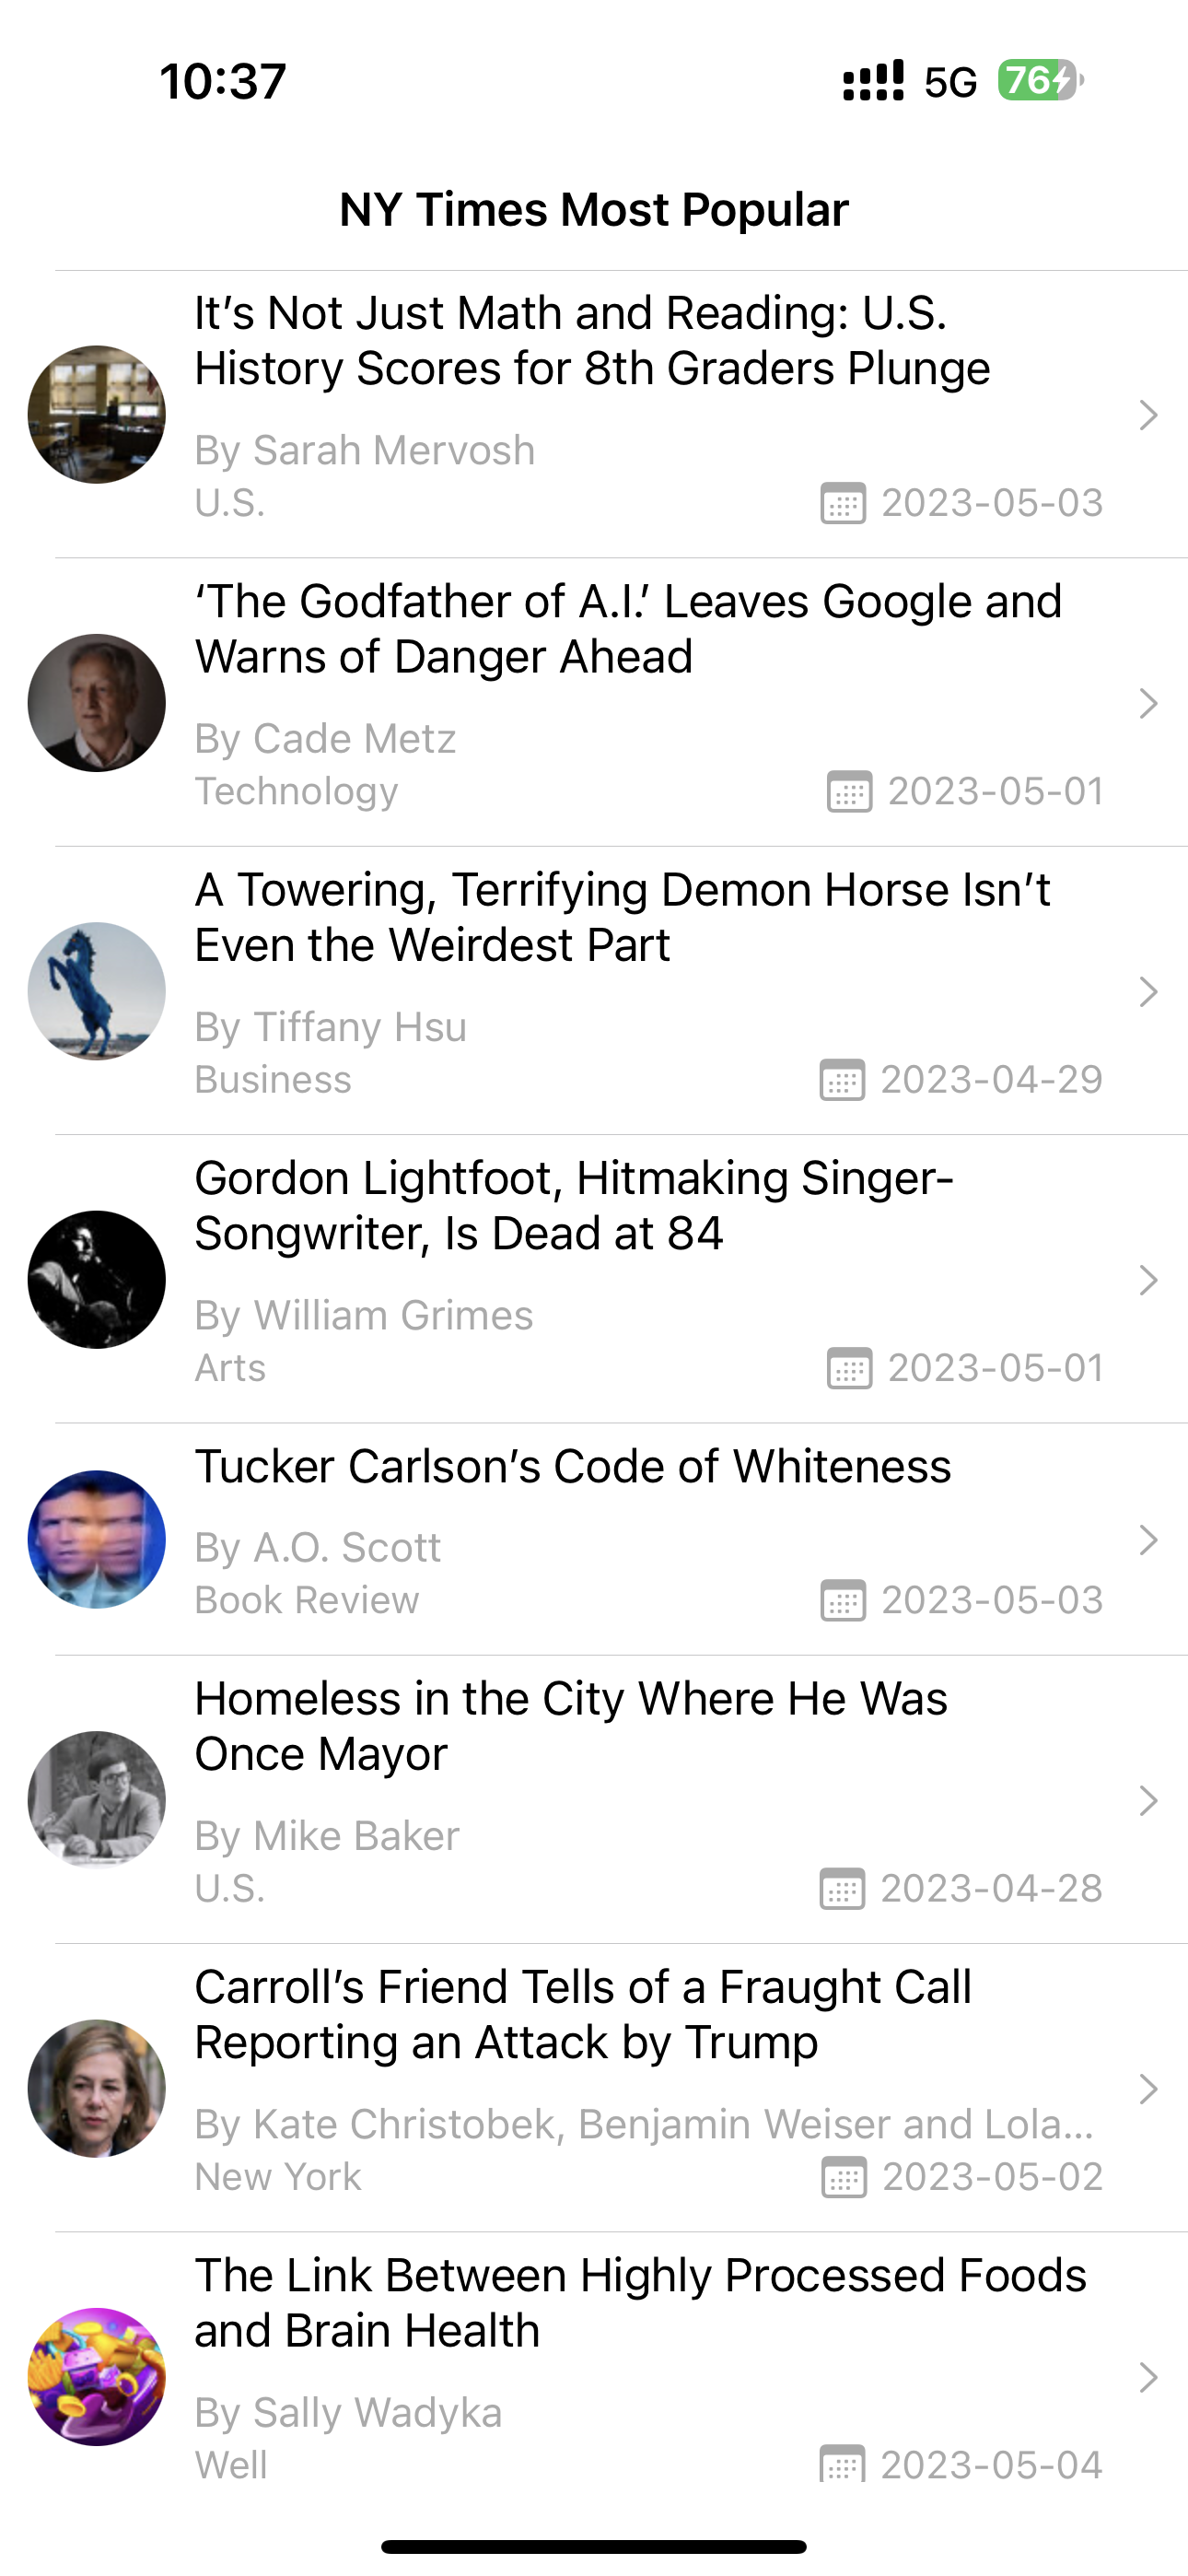 10:37 5G 76
NY Times Most Popular
It’s Not Just Math and Reading: U.S.
History Scores for 8th Graders Plunge
By Sarah Mervosh
U.S. 2023-05-03
‘The Godfather of A.I.’ Leaves Google and
Warns of Danger Ahead
By Cade Metz
Technology 2023-05-01
A Towering, Terrifying Demon Horse Isn’t
Even the Weirdest Part
By Tiffany Hsu
Business 2023-04-29
Gordon Lightfoot, Hitmaking Singer-
Songwriter, Is Dead at 84
By William Grimes
Arts 2023-05-01
Tucker Carlson’s Code of Whiteness
By A.O. Scott
Book Review 2023-05-03
Homeless in the City Where He Was
Once Mayor
By Mike Baker
U.S. 2023-04-28
Carroll’s Friend Tells of a Fraught Call
Reporting an Attack by Trump
By Kate Christobek, Benjamin Weiser and Lola...
New York 2023-05-02
The Link Between Highly Processed Foods
and Brain Health
By Sally Wadyka
Well 2023-05-04